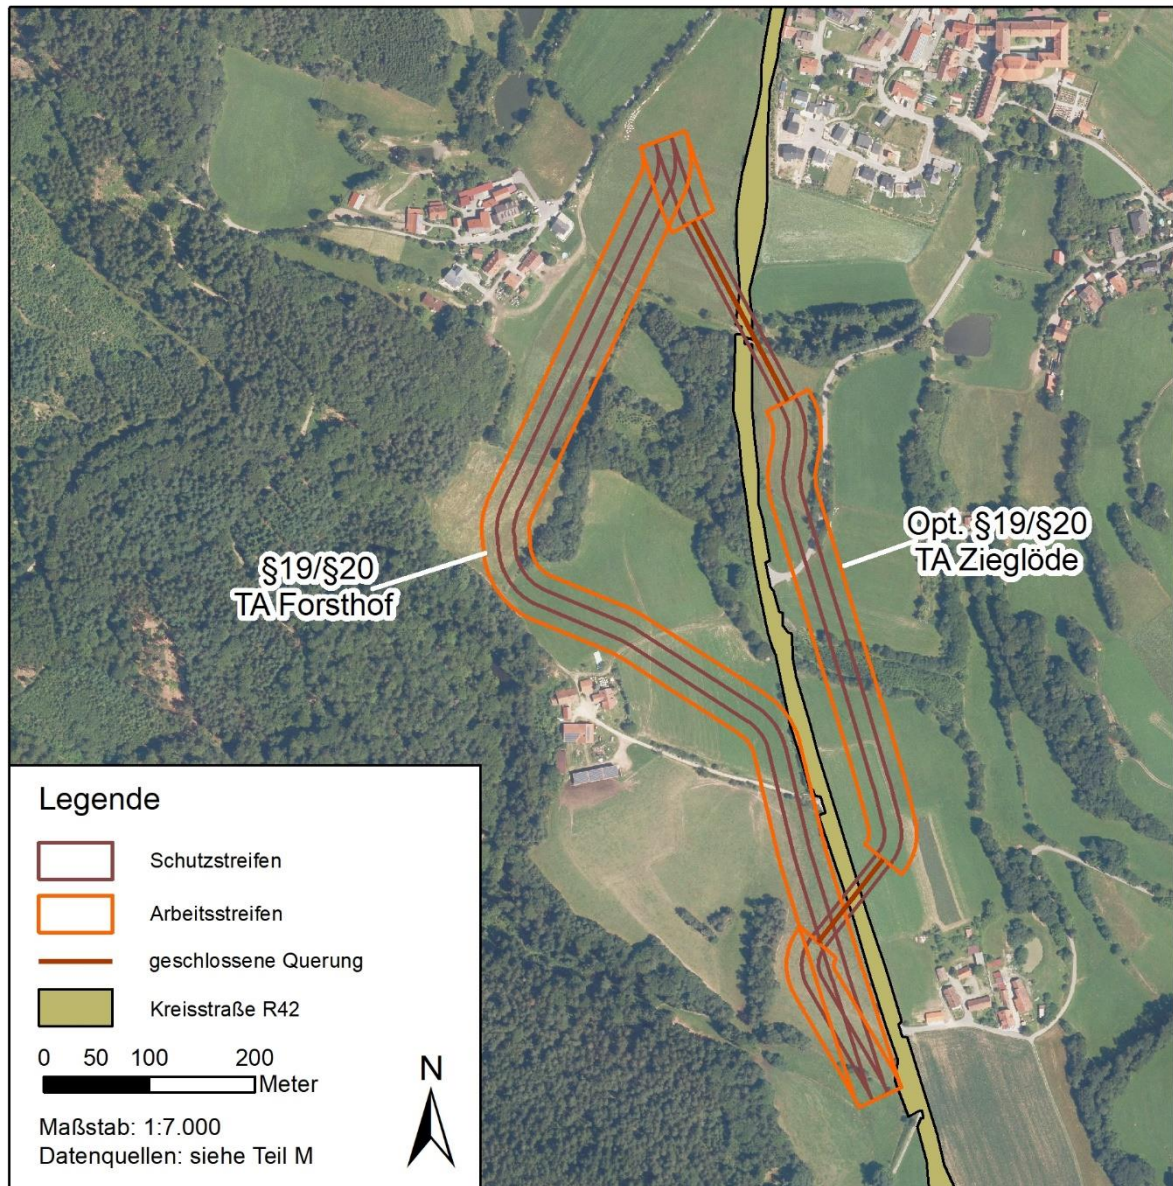 §19/§20
TA Forsthof
Opt. §19/§20
TA Zieglöde
Legende
Schutzstreifen
Arbeitsstreifen
geschlossene Querung
Kreisstraße R42
0 50 100 200
Meter
N
Maßstab: 1:7.000
Datenquellen: siehe Teil M